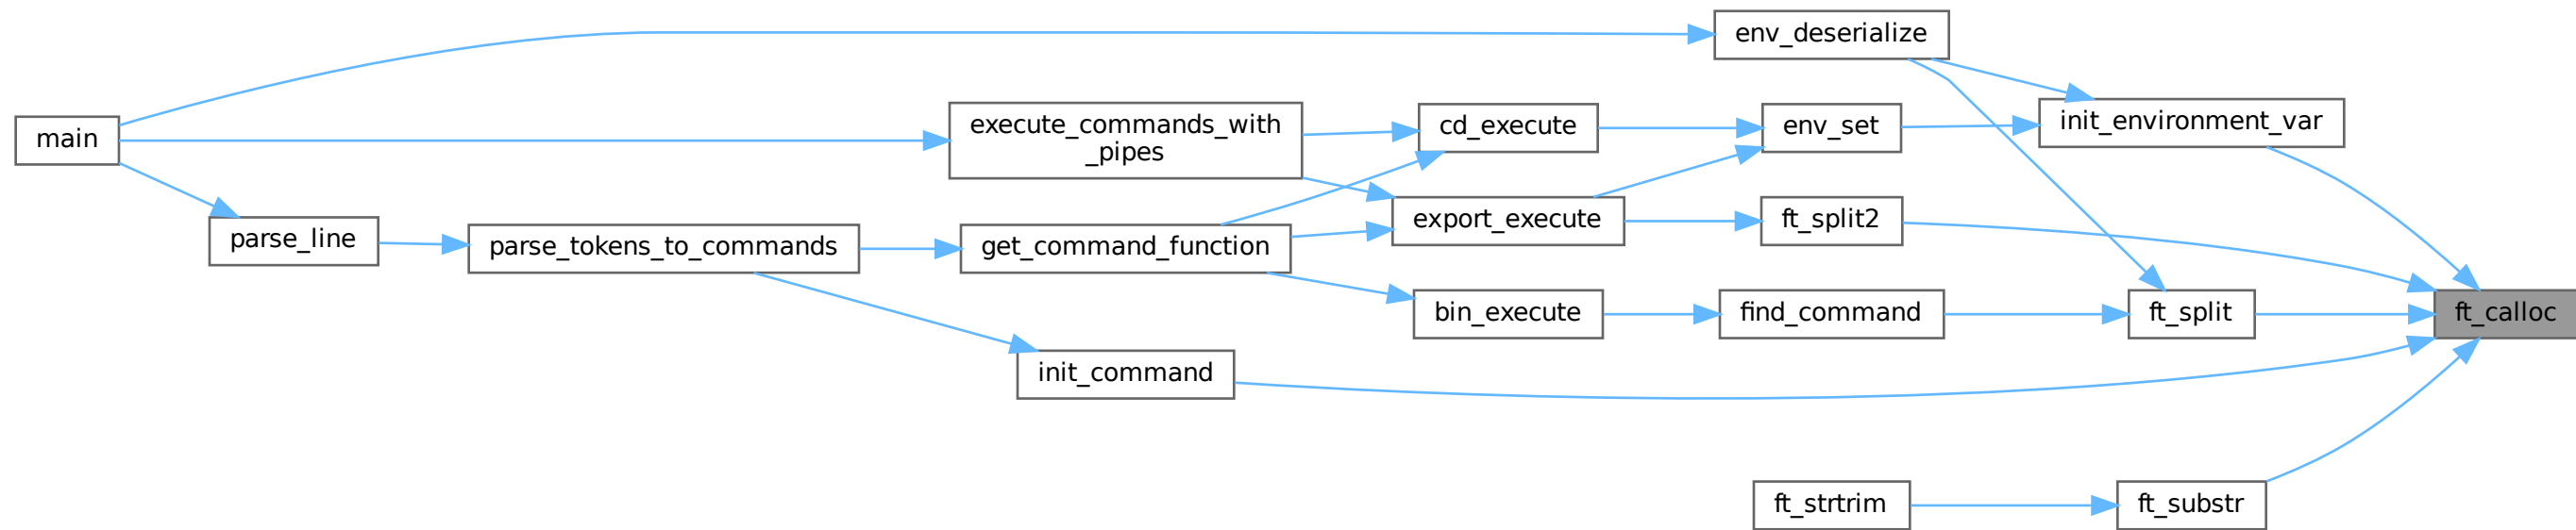 env_deserialize
main
execute_commands_with
_pipes
cd_execute
env_set
init_environment_var
parse_line
parse_tokens_to_commands
get_command_function
export_execute
ft_split2
bin_execute
find_command
ft_split
ft_calloc
init_command
ft_strtrim
ft_substr